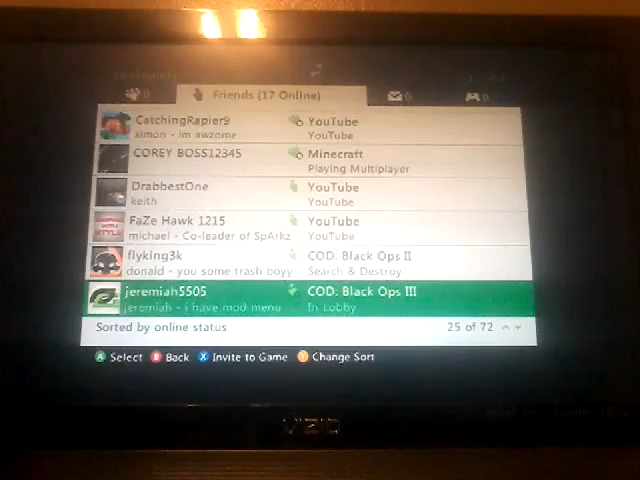 Friends (17 Online)
0
0
CatchingRapier9
YouTube
aimon - im awzome
YouTube
COREY BOSS12345
Minecraft
Playing Multiplayer
DrabbestOne
YouTube
keith
YouTube
FaZe Hawk 1215
YouTube
michael - Co-leader of SpArkz
YouTube
flyking3k
COD: Black Ops II
donald - you some trash boyy
Search & Destroy
jeremiah5505
COD: Black Ops III
jeremiah - i have mod menu
In Lobby
Sorted by online status
25 of 72
A Select B Back X Invite to Game Y Change Sort
VIZIO